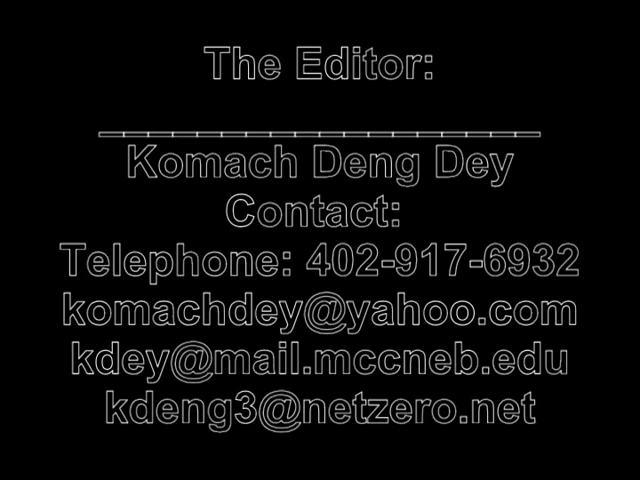 The Editor:
__________________
Komach Deng Dey
Contact:
Telephone: 402-917-6932
komachdey@yahoo.com
kdey@mail.mccneb.edu
kdeng3@netzero.net